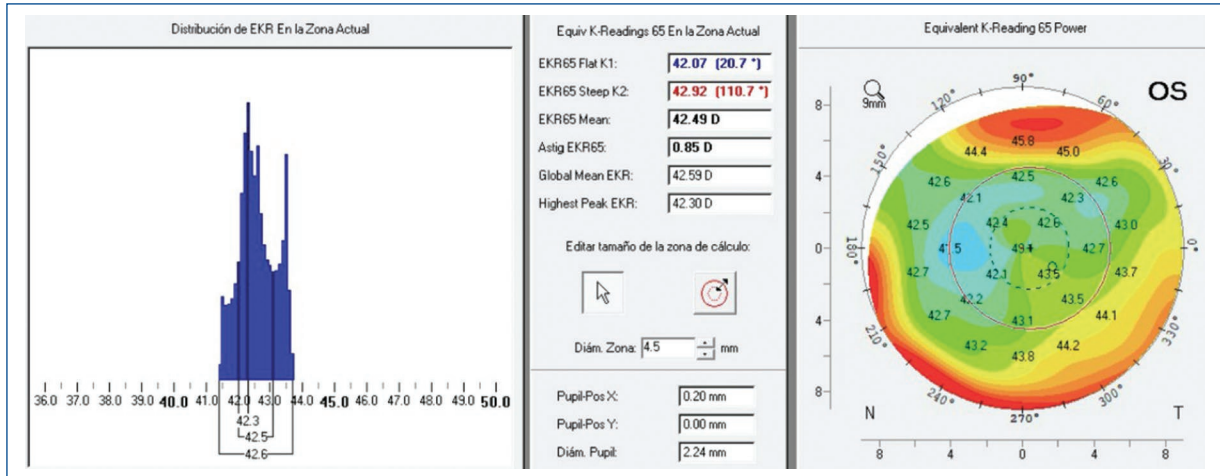 Distribución de EKR En la Zona Actual
36.0 37.0 38.0 39.0 40.0 41.0 42.0 43.0 44.0 45.0 46.0 47.0 48.0 49.0 50.0
42.3
42.5
42.6
Equiv K-Readings 65 En la Zona Actual
EKR65 Flat K1: 42.07 (20.7 °)
EKR65 Steep K2: 42.92 (110.7 °)
EKR65 Mean: 42.49 D
Astig EKR65: 0.85 D
Global Mean EKR: 42.59 D
Highest Peak EKR: 42.30 D
Editar tamaño de la zona de cálculo:
Diám. Zona: 4.5 mm
Pupil-Pos X: 0.20 mm
Pupil-Pos Y: 0.00 mm
Diám. Pupil: 2.24 mm
Equivalent K-Reading 65 Power
9mm
OS
90°
120° 60°
150° 30°
180° 0°
210° 330°
240° 300°
270°
8
4
0
4
8
45.8
44.4 45.0
42.6 42.5 42.6
42.1 42.3
42.5 42.4 42.6 43.0
42.7
42.7 42.1 43.5 43.7
42.2 43.5
42.7 43.1 44.1
43.2 43.8 44.2
N T
8 4 0 4 8